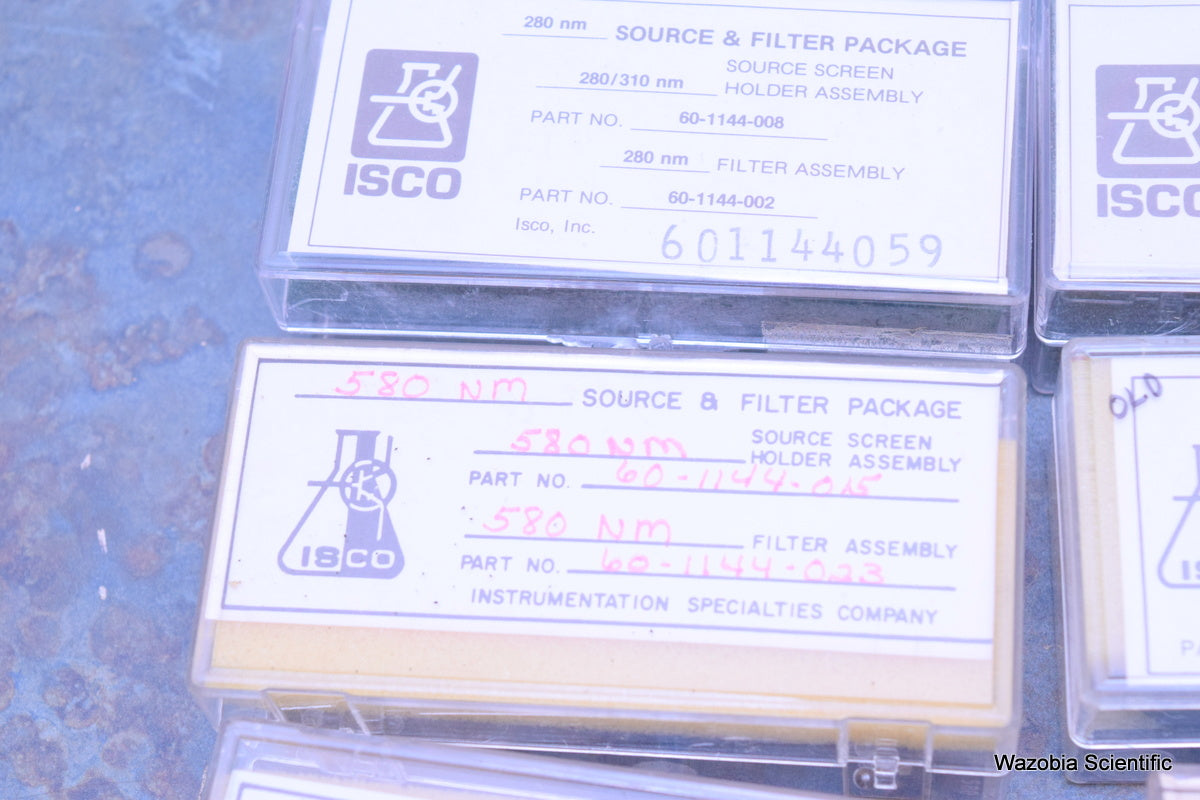 280 nm SOURCE & FILTER PACKAGE
280/310 nm SOURCE SCREEN
HOLDER ASSEMBLY
PART NO. 60-1144-008
280 nm FILTER ASSEMBLY
PART NO. 60-1144-002
Isco, Inc.
601144059
ISCO
ISCO
580 NM SOURCE & FILTER PACKAGE
580 NM SOURCE SCREEN
HOLDER ASSEMBLY
PART NO. 60-1144-015
580 NM FILTER ASSEMBLY
PART NO. 60-1144-023
INSTRUMENTATION SPECIALTIES COMPANY
ISCO
OLD
IS
PA
Wazobia Scientific